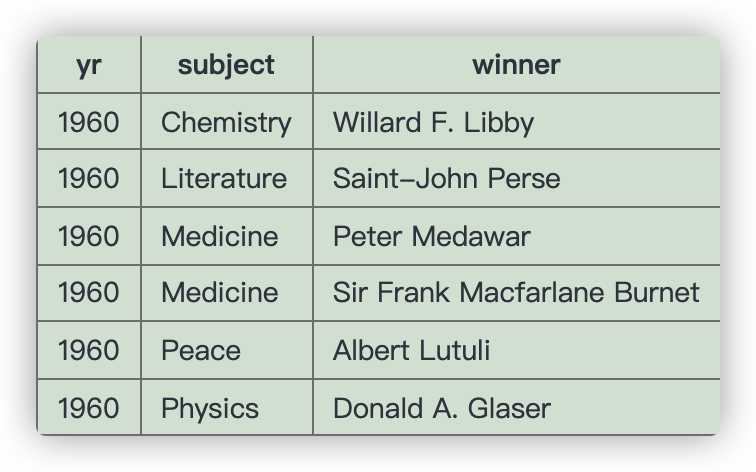 yr subject winner
1960 Chemistry Willard F. Libby
1960 Literature Saint-John Perse
1960 Medicine Peter Medawar
1960 Medicine Sir Frank Macfarlane Burnet
1960 Peace Albert Lutuli
1960 Physics Donald A. Glaser